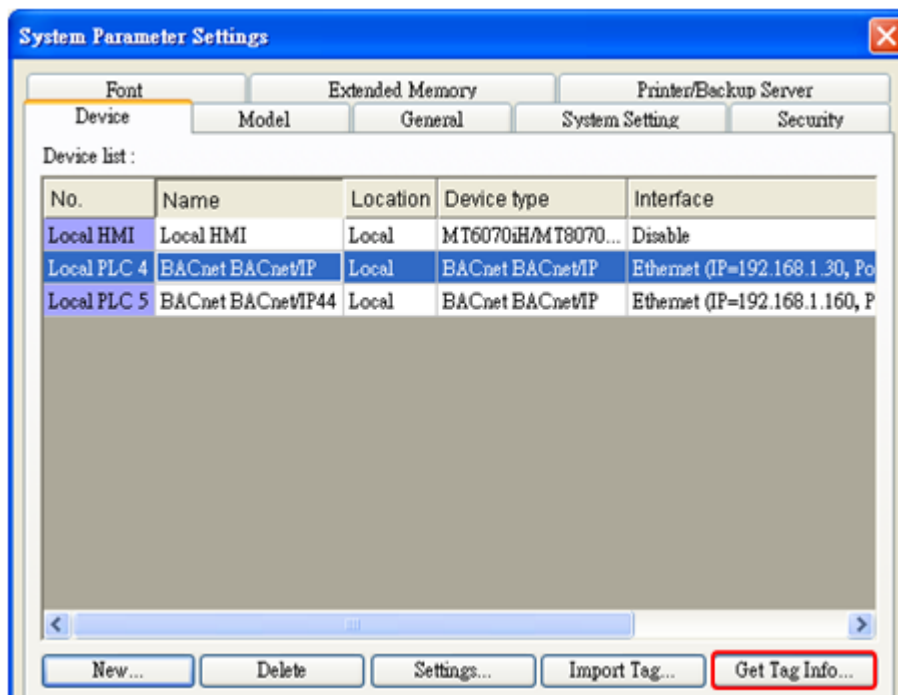 System Parameter Settings
Font Extended Memory Printer/Backup Server
Device Model General System Setting Security
Device list :
No. Name Location Device type Interface
Local HMI Local HMI Local MT6070iH/MT8070... Disable
Local PLC 4 BACnet BACnet/IP Local BACnet BACnet/IP Ethernet (IP=192.168.1.30, Po
Local PLC 5 BACnet BACnet/IP44 Local BACnet BACnet/IP Ethernet (IP=192.168.1.160, P
New... Delete Settings... Import Tag... Get Tag Info...